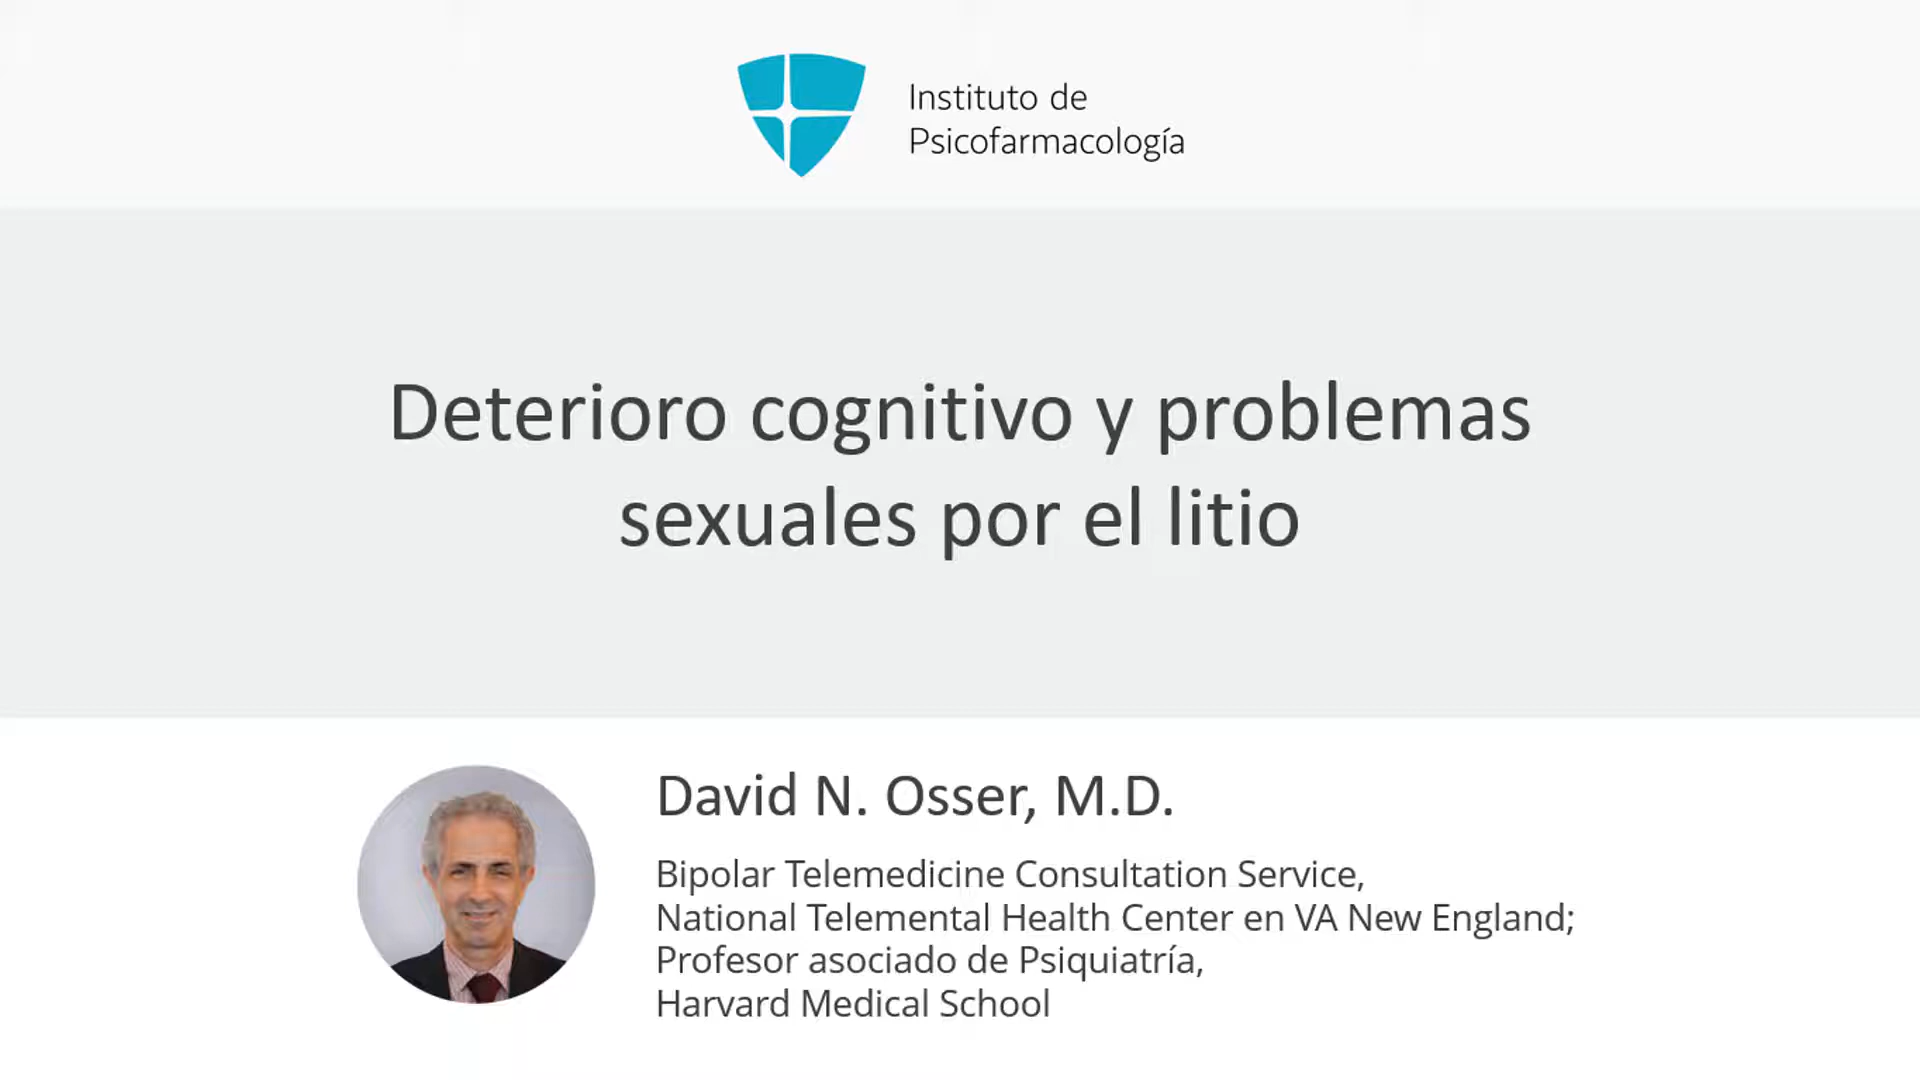 Instituto de
Psicofarmacología
Deterioro cognitivo y problemas
sexuales por el litio
David N. Osser, M.D.
Bipolar Telemedicine Consultation Service,
National Telemental Health Center en VA New England;
Profesor asociado de Psiquiatría,
Harvard Medical School